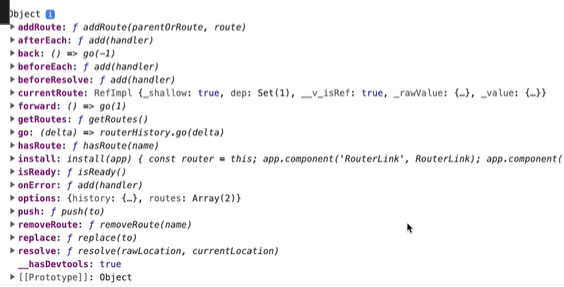 Object i
addRoute: ƒ addRoute(parentOrRoute, route)
afterEach: ƒ add(handler)
back: () => go(-1)
beforeEach: ƒ add(handler)
beforeResolve: ƒ add(handler)
currentRoute: RefImpl {_shallow: true, dep: Set(1), __v_isRef: true, _rawValue: {…}, _value: {…}}
forward: () => go(1)
getRoutes: ƒ getRoutes()
go: (delta) => routerHistory.go(delta)
hasRoute: ƒ hasRoute(name)
install: install(app) { const router = this; app.component('RouterLink', RouterLink); app.component(
isReady: ƒ isReady()
onError: ƒ add(handler)
options: {history: {…}, routes: Array(2)}
push: ƒ push(to)
removeRoute: ƒ removeRoute(name)
replace: ƒ replace(to)
resolve: ƒ resolve(rawLocation, currentLocation)
__hasDevtools: true
[[Prototype]]: Object